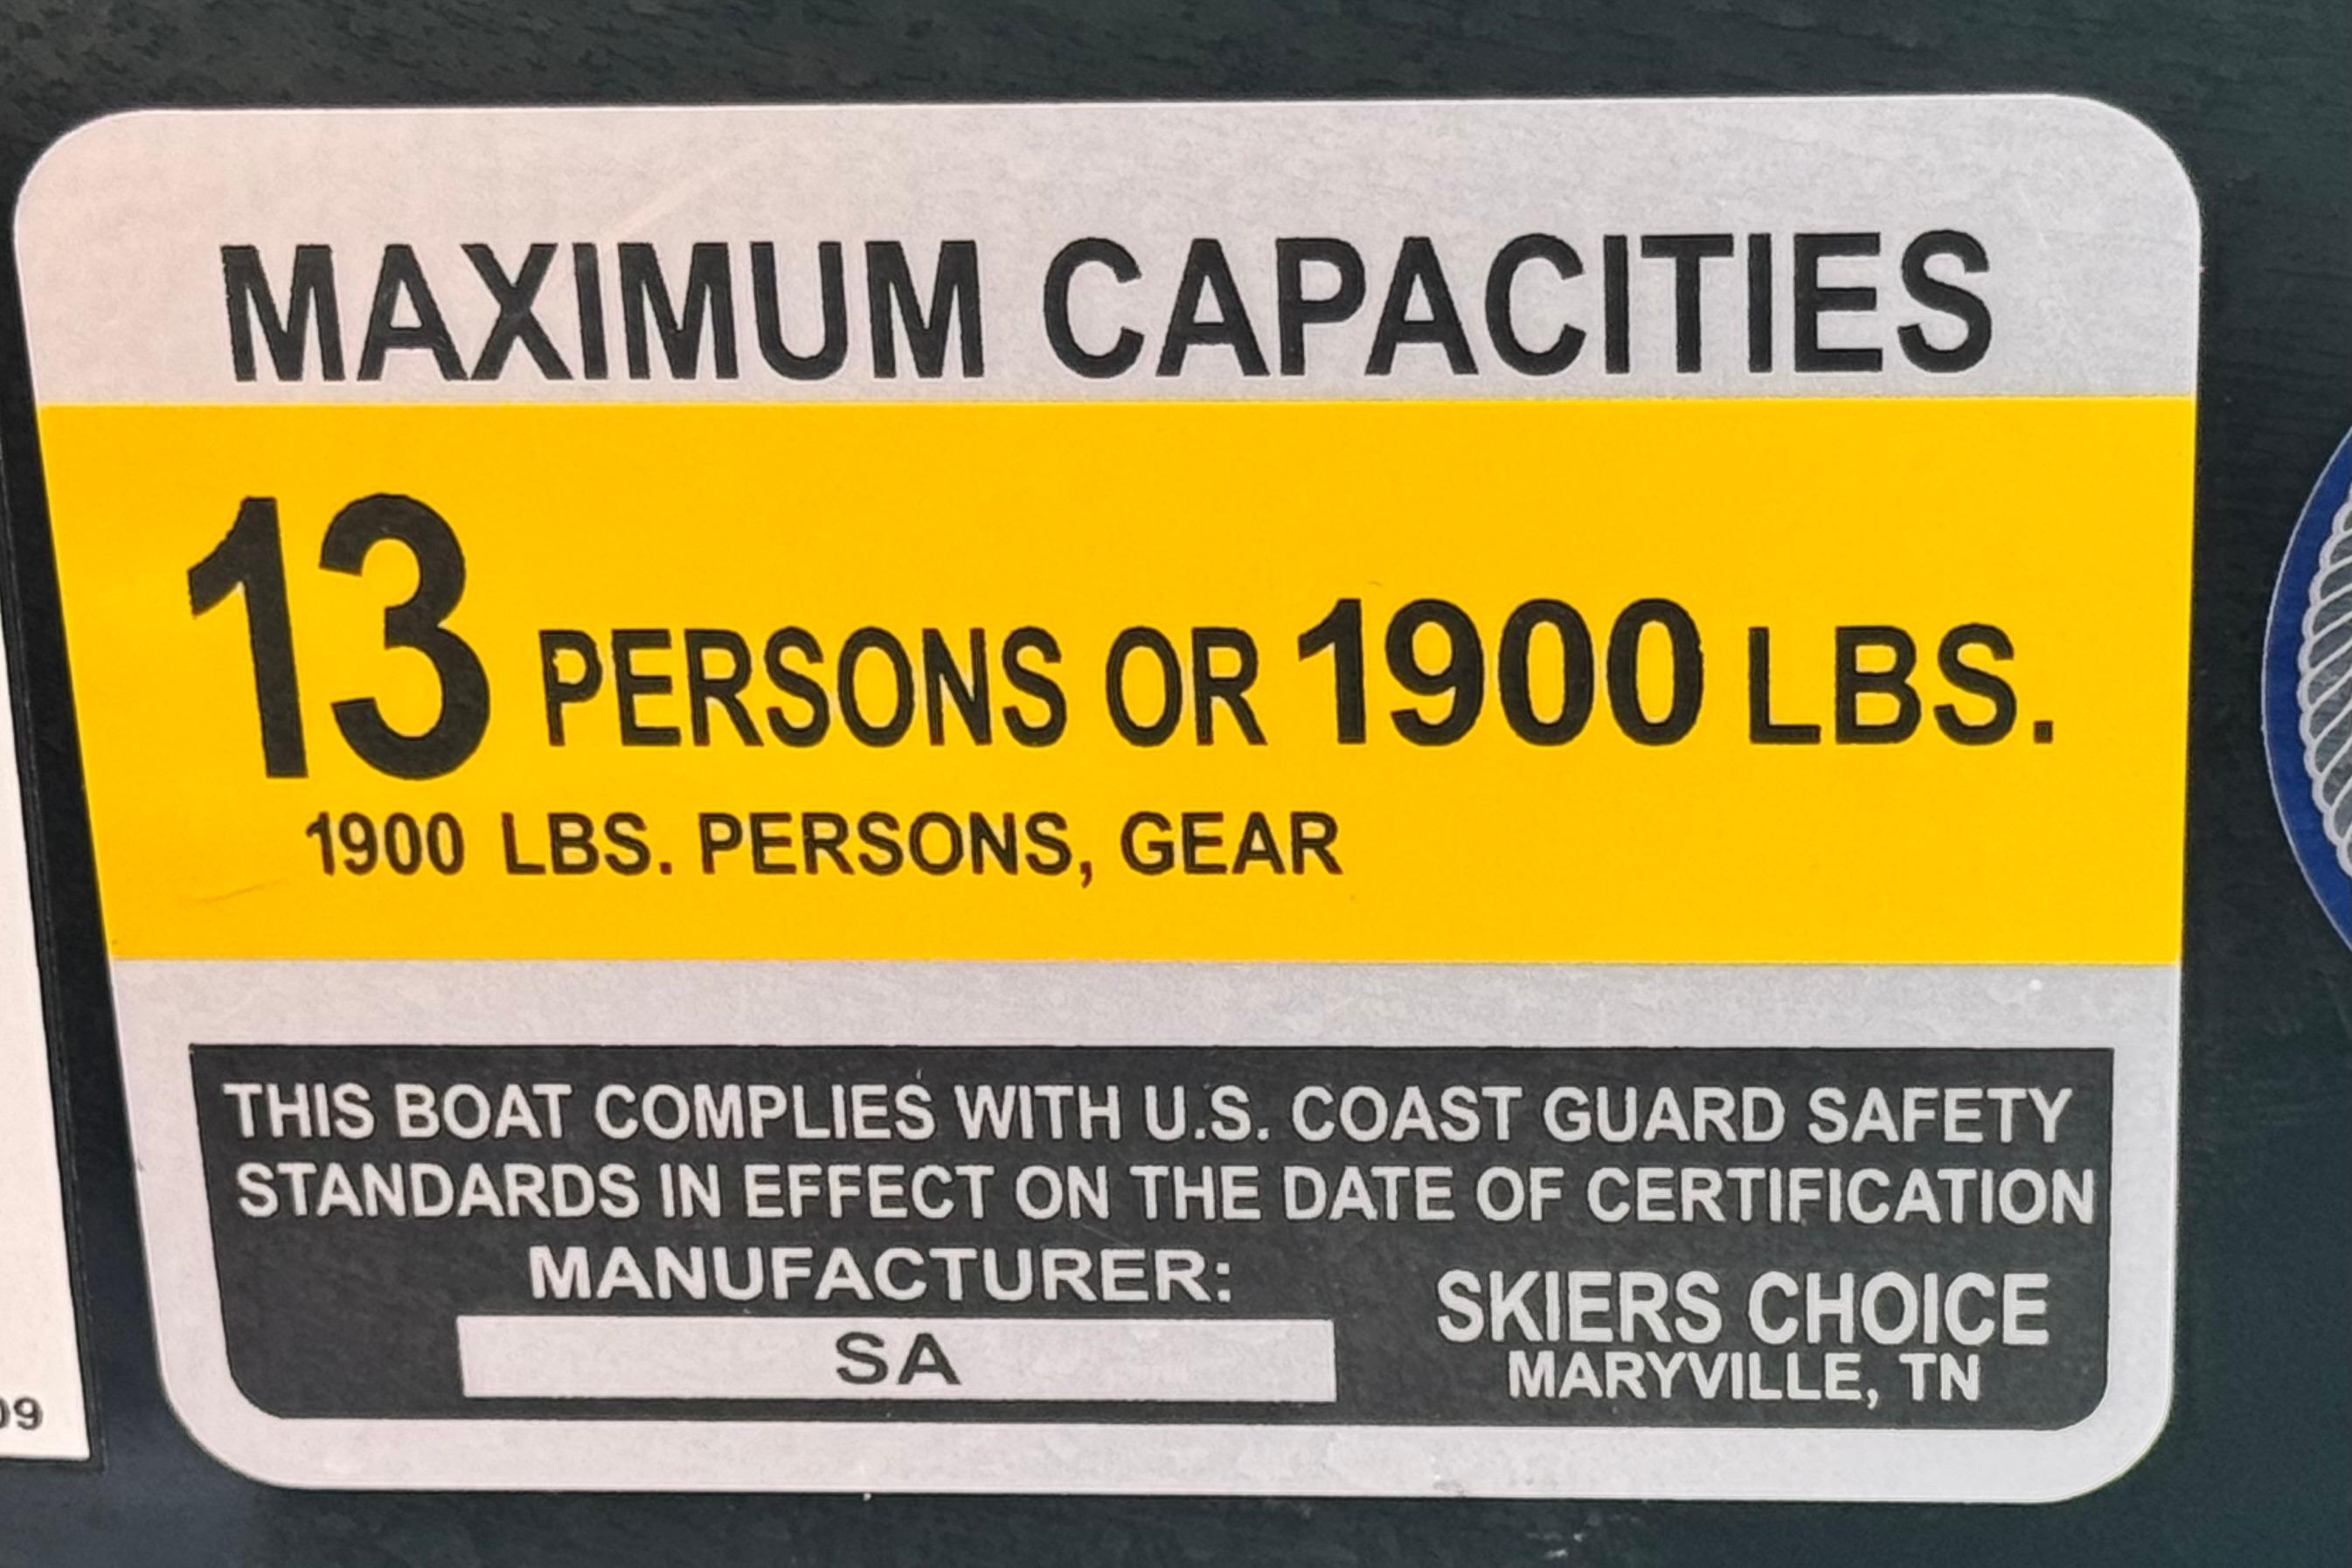 MAXIMUM CAPACITIES
13 PERSONS OR 1900 LBS.
1900 LBS. PERSONS, GEAR
THIS BOAT COMPLIES WITH U.S. COAST GUARD SAFETY
STANDARDS IN EFFECT ON THE DATE OF CERTIFICATION
MANUFACTURER:
SA
SKIERS CHOICE
MARYVILLE, TN
09